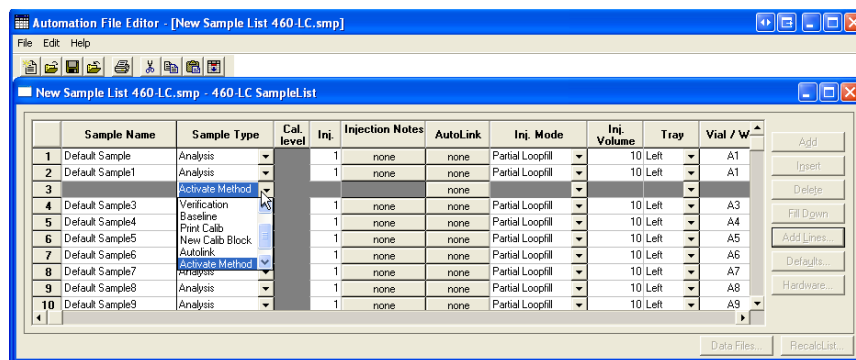 Automation File Editor - [New Sample List 460-LC.smp]
File Edit Help
New Sample List 460-LC.smp - 460-LC SampleList
Sample Name Sample Type Cal. level Inj. Injection Notes AutoLink Inj. Mode Inj. Volume Tray Vial / W
1 Default Sample Analysis 1 none none Partial Loopfill 10 Left A1
2 Default Sample1 Analysis 1 none none Partial Loopfill 10 Left A1
3 Activate Method none
4 Default Sample3 Verification 1 none none Partial Loopfill 10 Left A3
Baseline
5 Default Sample4 Print Calib 1 none none Partial Loopfill 10 Left A4
6 Default Sample5 New Calib Block 1 none none Partial Loopfill 10 Left A5
7 Default Sample6 Autolink 1 none none Partial Loopfill 10 Left A6
Activate Method
8 Default Sample7 Analysis 1 none none Partial Loopfill 10 Left A7
9 Default Sample8 Analysis 1 none none Partial Loopfill 10 Left A8
10 Default Sample9 Analysis 1 none none Partial Loopfill 10 Left A9
Add
Insert
Delete
Fill Down
Add Lines...
Defaults...
Hardware...
Data Files... RecalcList...